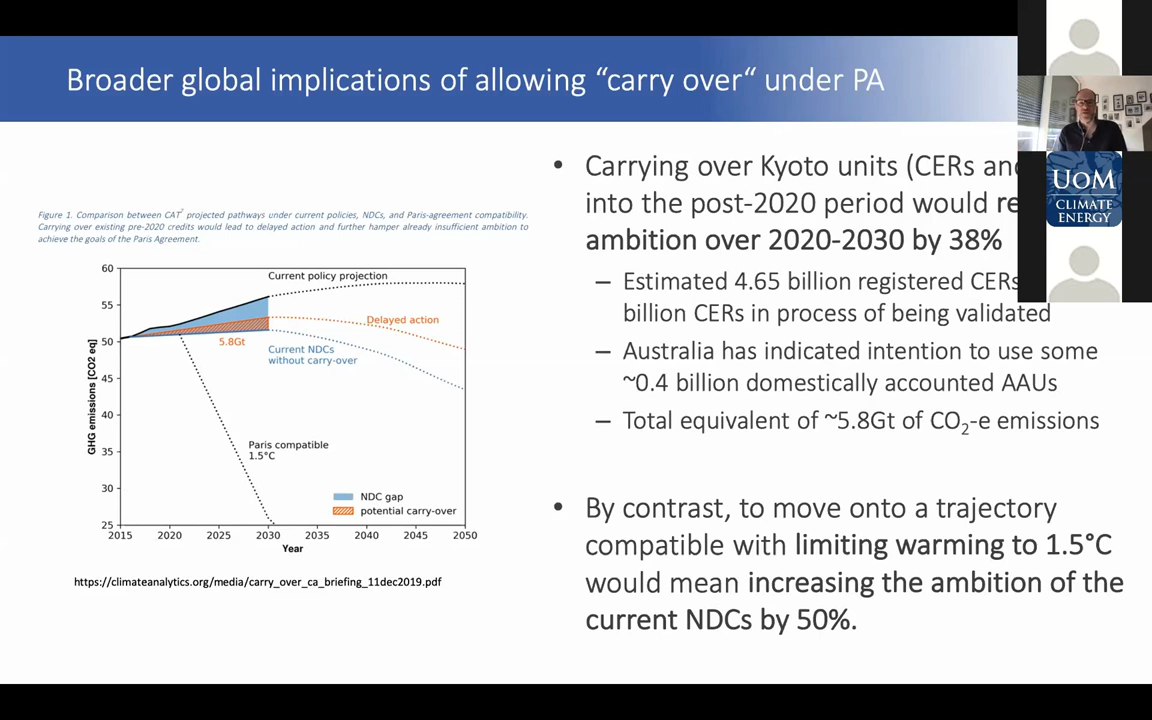 Broader global implications of allowing “carry over“ under PA
Figure 1. Comparison between CAT² projected pathways under current policies, NDCs, and Paris-agreement compatibility.
Carrying over existing pre-2020 credits would lead to delayed action and further hamper already insufficient ambition to
achieve the goals of the Paris Agreement.
60
55
50
45
40
35
30
25
GHG emissions [CO2 eq]
Current policy projection
Delayed action
5.8Gt
Current NDCs
without carry-over
Paris compatible
1.5°C
NDC gap
potential carry-over
2015 2020 2025 2030 2035 2040 2045 2050
Year
https://climateanalytics.org/media/carry_over_ca_briefing_11dec2019.pdf
• Carrying over Kyoto units (CERs
into the post-2020 period would
ambition over 2020-2030 by 38%
– Estimated 4.65 billion registered CERs
billion CERs in process of being validated
– Australia has indicated intention to use some
~0.4 billion domestically accounted AAUs
– Total equivalent of ~5.8Gt of CO₂-e emissions
• By contrast, to move onto a trajectory
compatible with limiting warming to 1.5°C
would mean increasing the ambition of the
current NDCs by 50%.
UOM
CLIMATE
ENERGY